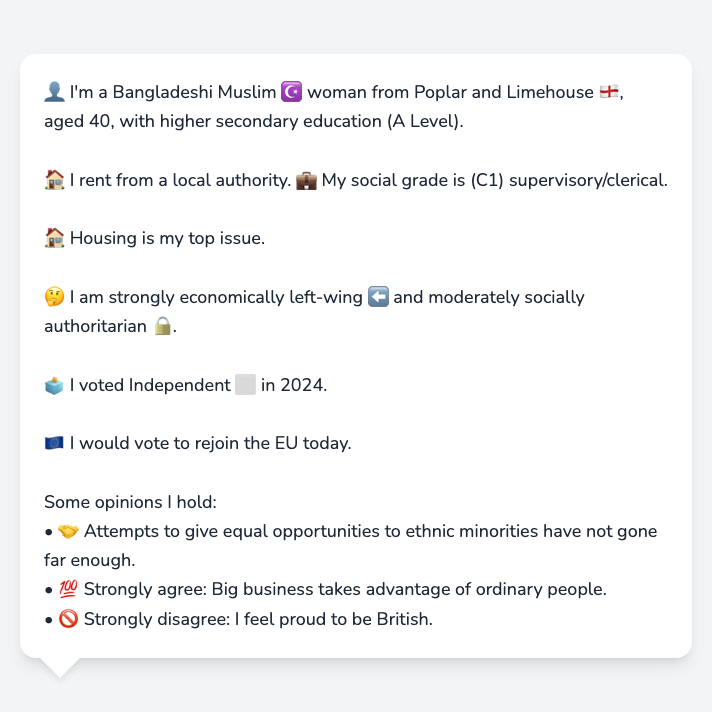 👤 I'm a Bangladeshi Muslim ☪️ woman from Poplar and Limehouse 🏴󠁧󠁢󠁥󠁮󠁧󠁿,
aged 40, with higher secondary education (A Level).
🏠 I rent from a local authority. 💼 My social grade is (C1) supervisory/clerical.
🏠 Housing is my top issue.
🤔 I am strongly economically left-wing ⬅️ and moderately socially
authoritarian 🔒.
🗳️ I voted Independent ⬜ in 2024.
🇪🇺 I would vote to rejoin the EU today.
Some opinions I hold:
• 🤝 Attempts to give equal opportunities to ethnic minorities have not gone
far enough.
• 💯 Strongly agree: Big business takes advantage of ordinary people.
• 🚫 Strongly disagree: I feel proud to be British.